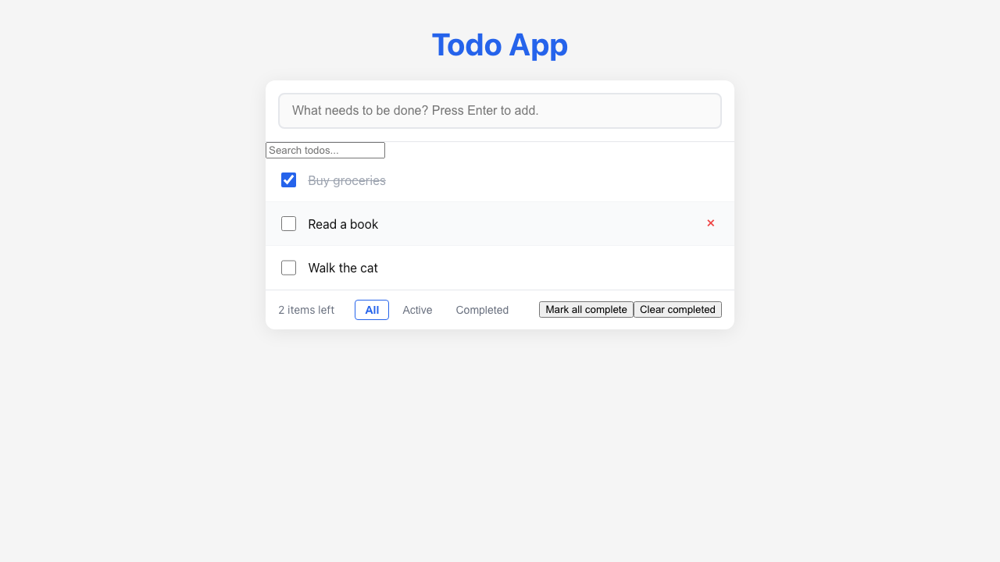 Todo App
What needs to be done? Press Enter to add.
Search todos...
Buy groceries
Read a book
×
Walk the cat
2 items left All Active Completed Mark all complete Clear completed